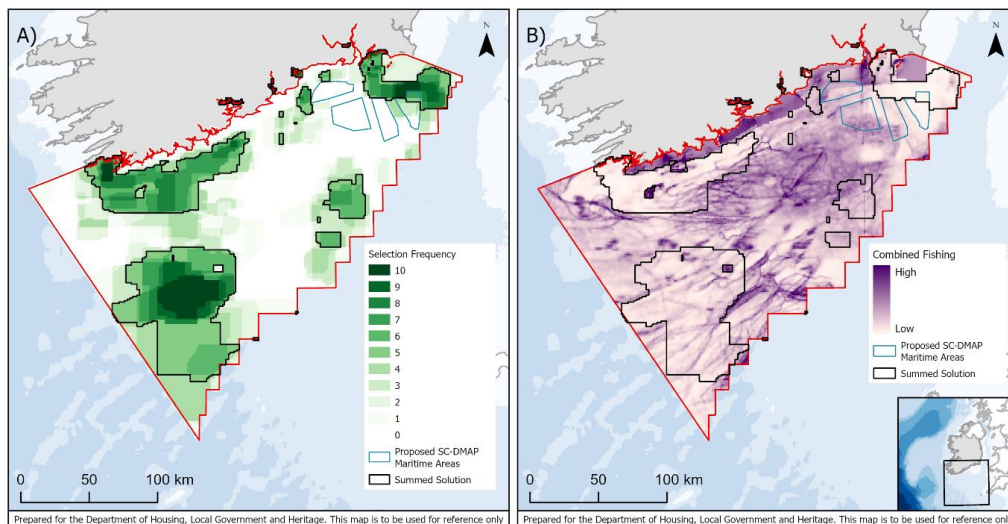 A)
N
Selection Frequency
10
9
8
7
6
5
4
3
2
1
0
Proposed SC-DMAP
Maritime Areas
Summed Solution
0 50 100 km
Prepared for the Department of Housing, Local Government and Heritage. This map is to be used for reference only
B)
N
Combined Fishing
High
Low
Proposed SC-DMAP
Maritime Areas
Summed Solution
0 50 100 km
Prepared for the Department of Housing, Local Government and Heritage. This map is to be used for reference only